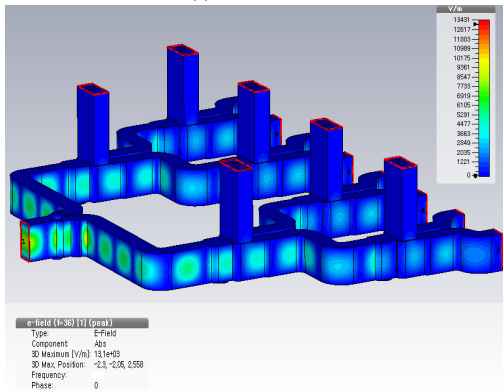 V/m
13431
12617
11803
10989
10175
9361
8547
7733
6919
6105
5291
4477
3663
2849
2035
1221
0
1
e-field (f=36) [1] (peak)
Type: E-Field
Component: Abs
3D Maximum [V/m]: 13.1e+03
3D Max. Position: -2.3, -2.05, 2.558
Frequency:
Phase: 0